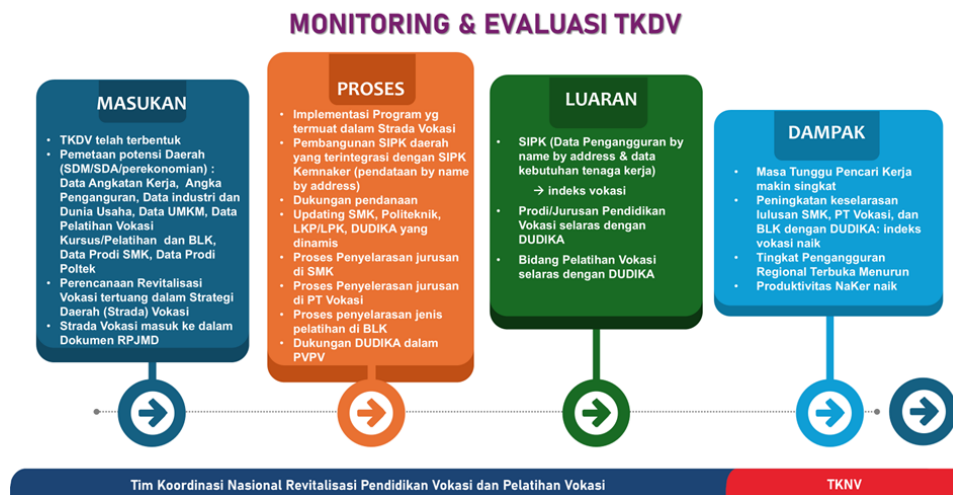 MONITORING & EVALUASI TKDV
MASUKAN
• TKDV telah terbentuk
• Pemetaan potensi Daerah
(SDM/SDA/perekonomian) :
Data Angkatan Kerja, Angka
Penganguran, Data industri dan
Dunia Usaha, Data UMKM, Data
Pelatihan Vokasi
Kursus/Pelatihan dan BLK,
Data Prodi SMK, Data Prodi
Poltek
• Perencanaan Revitalisasi
Vokasi tertuang dalam Strategi
Daerah (Strada) Vokasi
• Strada Vokasi masuk ke dalam
Dokumen RPJMD
PROSES
• Implementasi Program yg
termuat dalam Strada Vokasi
• Pembangunan SIPK daerah
yang terintegrasi dengan SIPK
Kemnaker (pendataan by name
by address)
• Dukungan pendanaan
• Updating SMK, Politeknik,
LKP/LPK, DUDIKA yang
dinamis
• Proses Penyelarasan jurusan
di SMK
• Proses Penyelerasan jurusan
di PT Vokasi
• Proses penyelarasan jenis
pelatihan di BLK
• Dukungan DUDIKA dalam
PVPV
LUARAN
• SIPK (Data Pengangguran by
name by address & data
kebutuhan tenaga kerja)
→ indeks vokasi
• Prodi/Jurusan Pendidikan
Vokasi selaras dengan
DUDIKA
• Bidang Pelatihan Vokasi
selaras dengan DUDIKA
DAMPAK
• Masa Tunggu Pencari Kerja
makin singkat
• Peningkatan keselarasan
lulusan SMK, PT Vokasi, dan
BLK dengan DUDIKA: indeks
vokasi naik
• Tingkat Pengangguran
Regional Terbuka Menurun
• Produktivitas NaKer naik
Tim Koordinasi Nasional Revitalisasi Pendidikan Vokasi dan Pelatihan Vokasi
TKNV